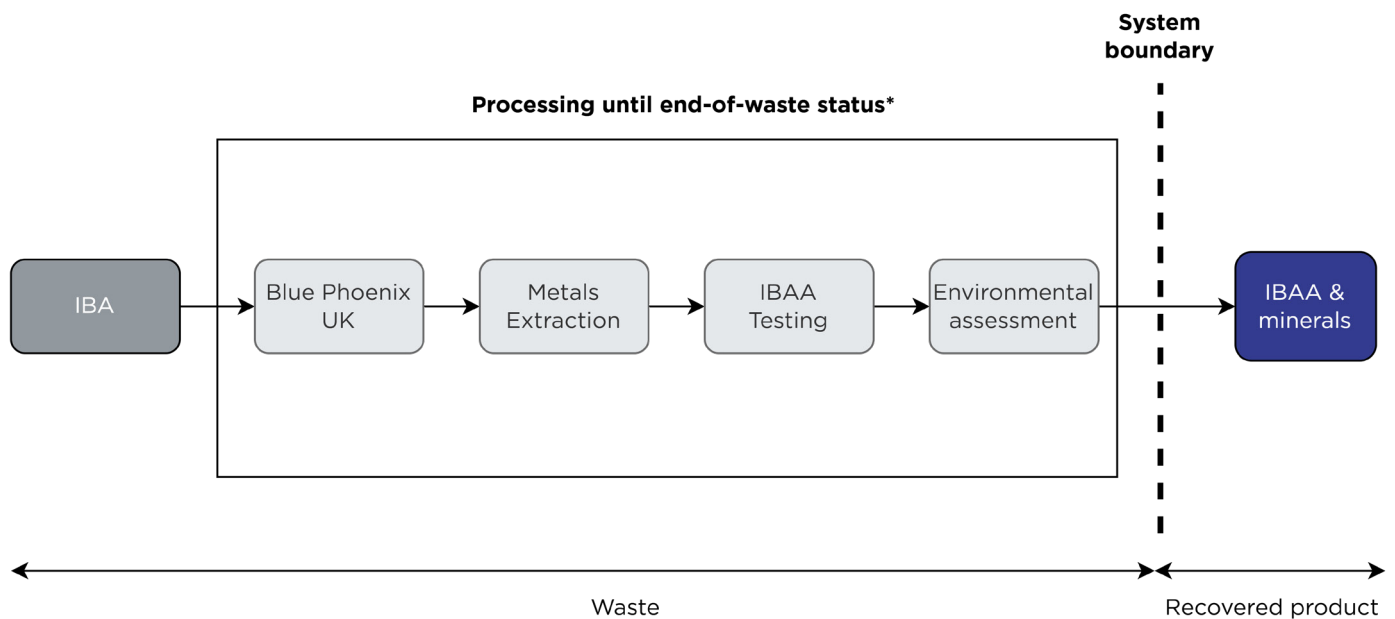 System
boundary
Processing until end-of-waste status*
IBA
Blue Phoenix
UK
Metals
Extraction
IBAA
Testing
Environmental
assessment
IBAA &
minerals
Waste
Recovered product